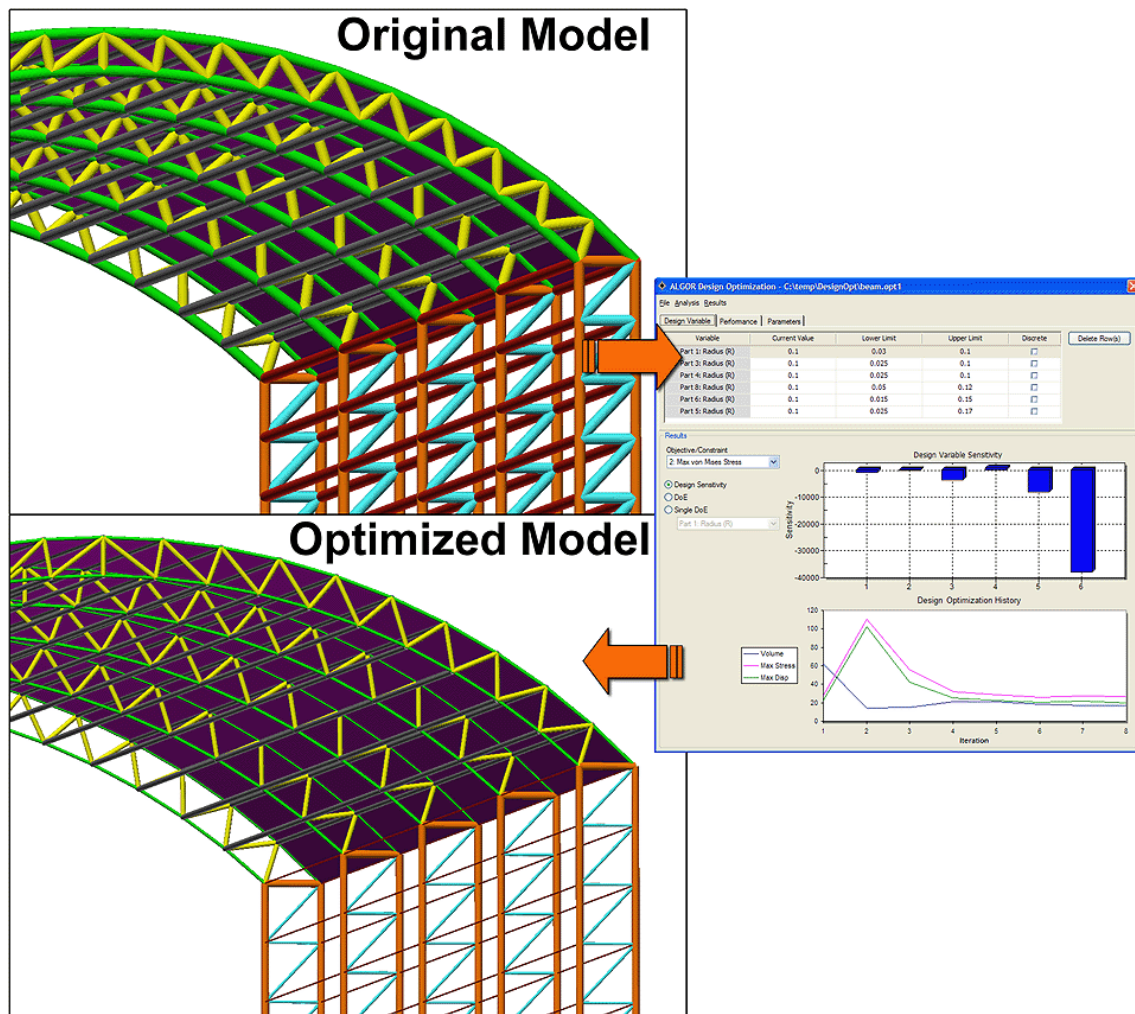 Original Model
ALGOR Design Optimization - C:\temp\DesignOpt\beam.opt1
File Analysis Results
Design Variable Performance Parameters
Variable Current Value Lower Limit Upper Limit Discrete Delete Row(s)
Part 1: Radius (R) 0.1 0.03 0.1
Part 3: Radius (R) 0.1 0.025 0.1
Part 4: Radius (R) 0.1 0.025 0.1
Part 8: Radius (R) 0.1 0.05 0.12
Part 6: Radius (R) 0.1 0.015 0.15
Part 5: Radius (R) 0.1 0.025 0.17
Results
Objective/Constraint
2: Max von Mises Stress
Design Sensitivity
DoE
Single DoE
Part 1: Radius (R)
Design Variable Sensitivity
Sensitivity
0
-10000
-20000
-30000
-40000
1 2 3 4 5 6
Optimized Model
Design Optimization History
Volume
Max Stress
Max Disp
120
100
80
60
40
20
0
1 2 3 4 5 6 7 8
Iteration